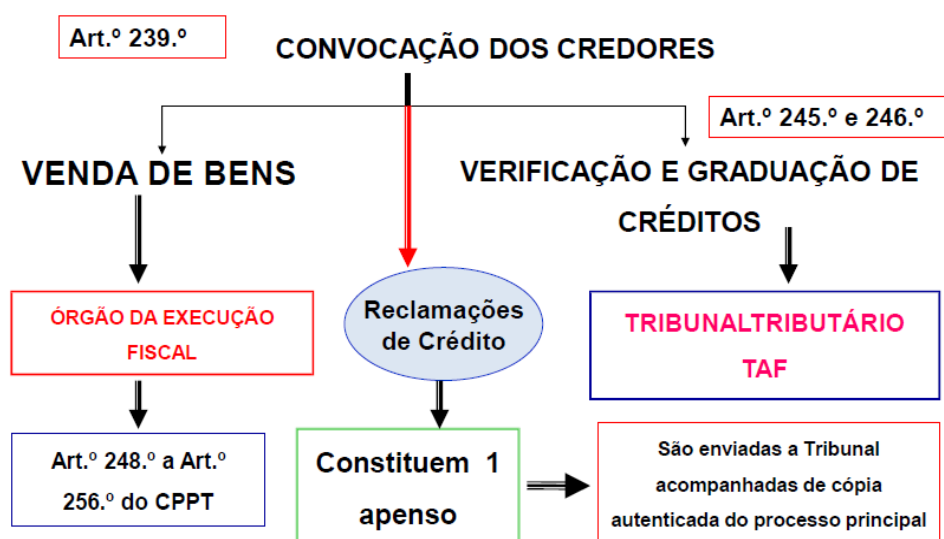 Art.º 239.º
CONVOCAÇÃO DOS CREDORES
Art.º 245.º e 246.º
VENDA DE BENS
VERIFICAÇÃO E GRADUAÇÃO DE
CRÉDITOS
ÓRGÃO DA EXECUÇÃO
FISCAL
Reclamações
de Crédito
TRIBUNALTRIBUTÁRIO
TAF
Art.º 248.º a Art.º
256.º do CPPT
Constituem 1
apenso
São enviadas a Tribunal
acompanhadas de cópia
autenticada do processo principal